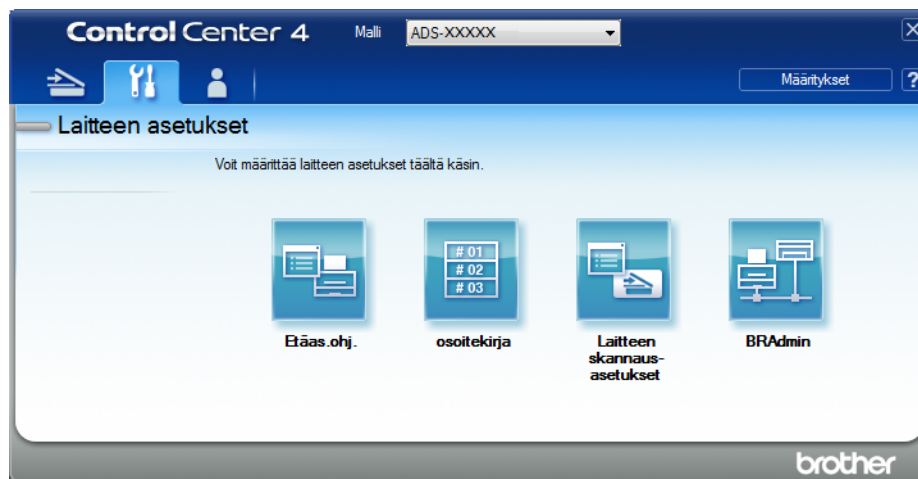 Control Center 4
Malli
ADS-XXXXX
Määritykset
?
Laitteen asetukset
Voit määrittää laitteen asetukset täältä käsin.
# 01
# 02
# 03
Etäas.ohj.
osoitekirja
Laitteen
skannaus-
asetukset
BRAdmin
brother